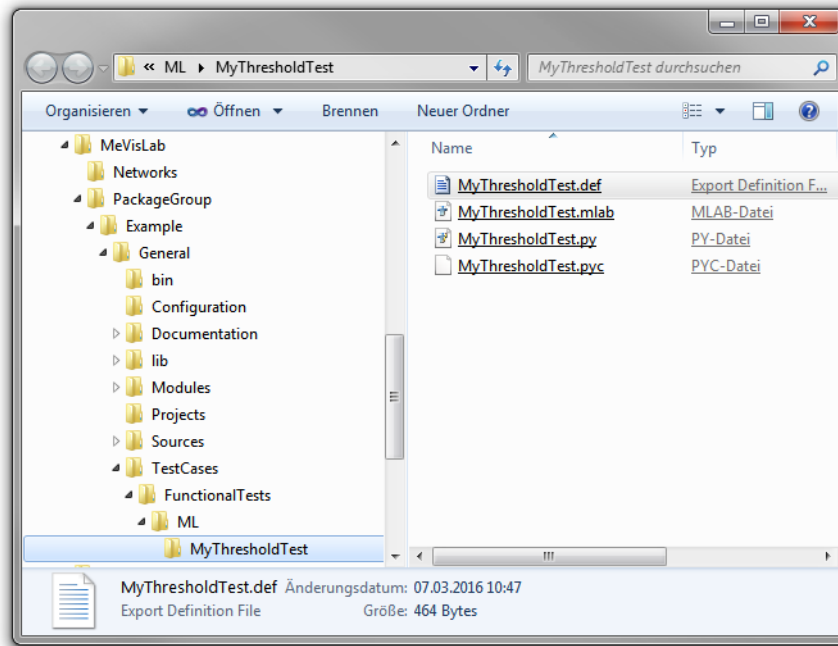 « ML ▸ MyThresholdTest
MyThresholdTest durchsuchen
Organisieren
Öffnen
Brennen
Neuer Ordner
MeVisLab
Networks
PackageGroup
Example
General
bin
Configuration
Documentation
lib
Modules
Projects
Sources
TestCases
FunctionalTests
ML
MyThresholdTest
Name Typ
MyThresholdTest.def Export Definition F...
MyThresholdTest.mlab MLAB-Datei
MyThresholdTest.py PY-Datei
MyThresholdTest.pyc PYC-Datei
MyThresholdTest.def Änderungsdatum: 07.03.2016 10:47
Export Definition File Größe: 464 Bytes